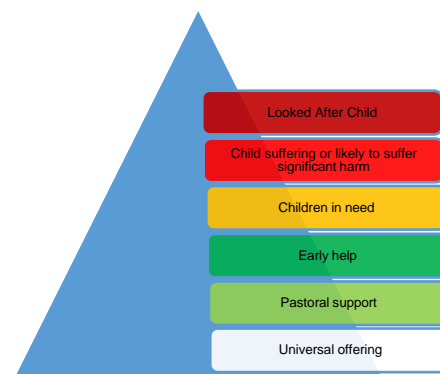 Looked After Child
Child suffering or likely to suffer
significant harm
Children in need
Early help
Pastoral support
Universal offering